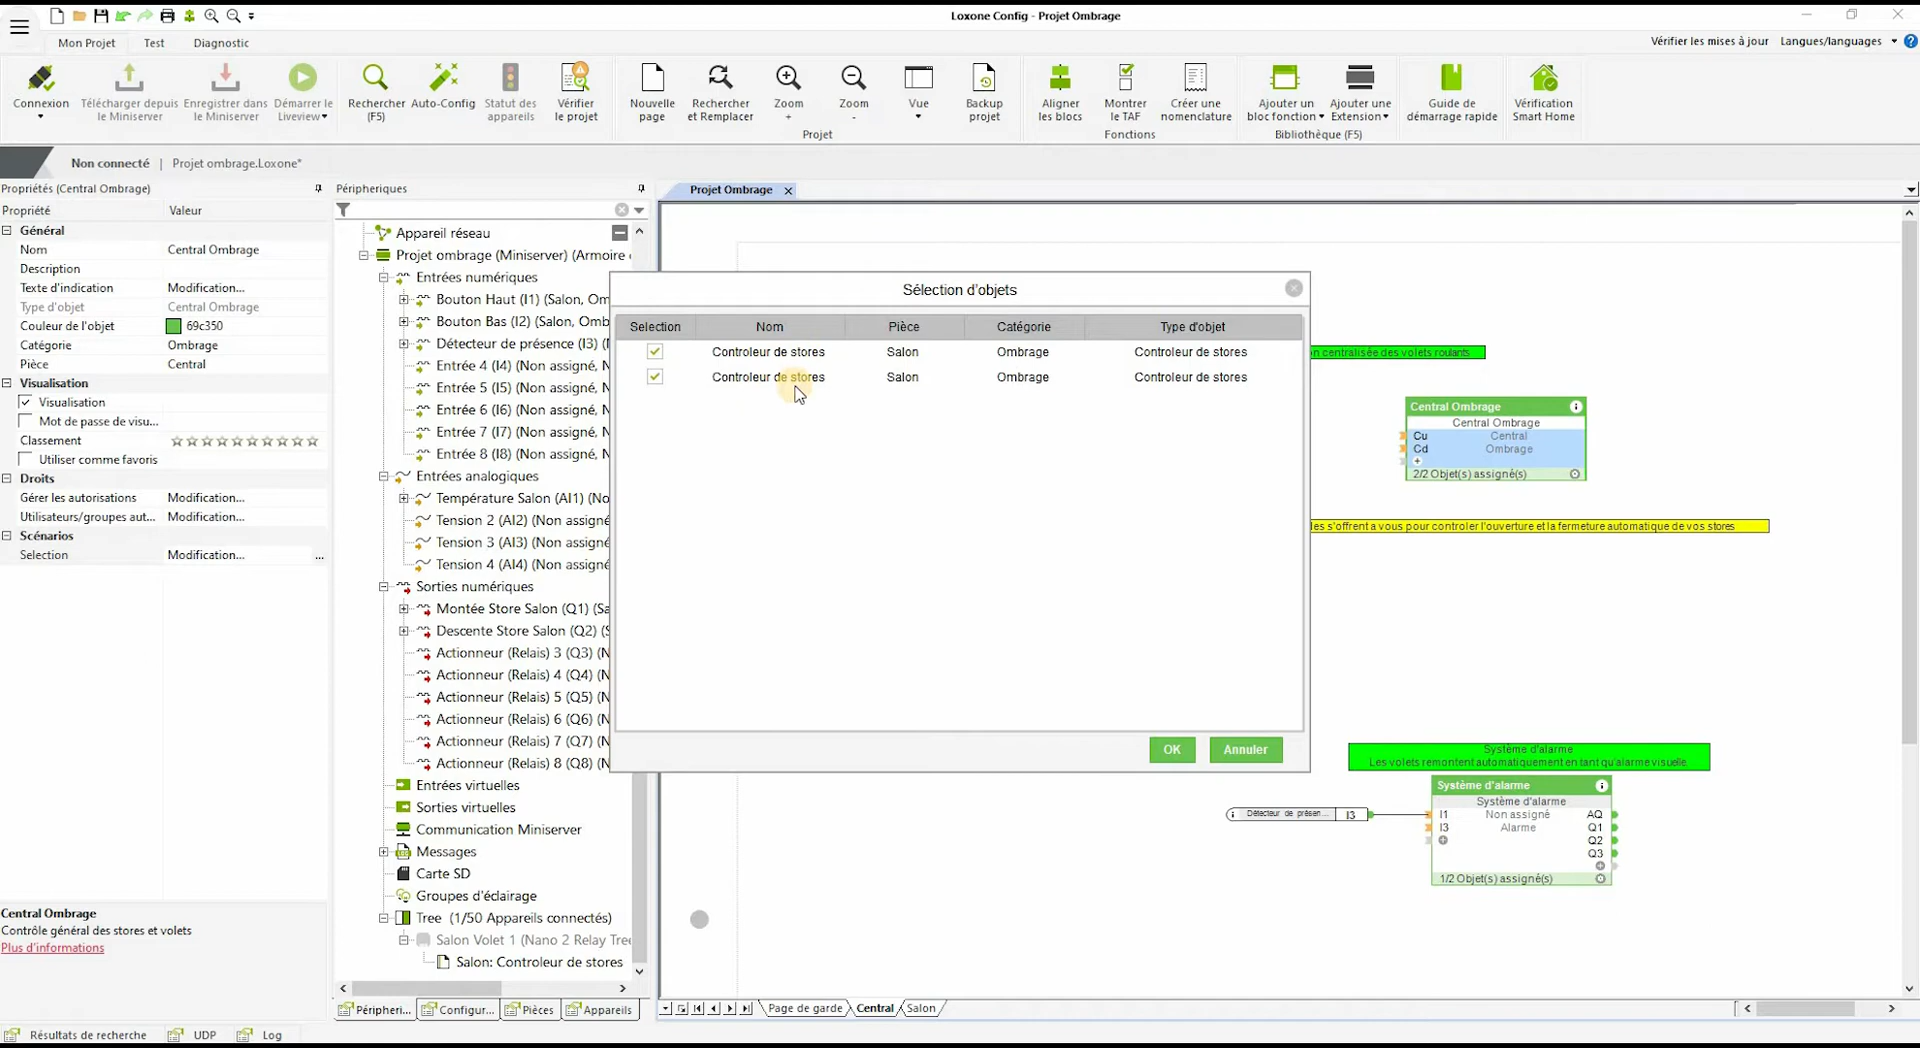 Loxone Config - Projet Ombrage
Mon Projet
Test
Diagnostic
Vérifier les mises à jour
Langues/languages
Connexion
Télécharger depuis le Miniserver
Enregistrer dans le Miniserver
Démarrer le Liveview
Rechercher (F5)
Auto-Config
Statut des appareils
Vérifier le projet
Nouvelle page
Rechercher et Remplacer
Zoom +
Zoom -
Vue
Backup projet
Aligner les blocs
Montrer le TAF
Créer une nomenclature
Ajouter un bloc fonction
Ajouter une Extension
Guide de démarrage rapide
Vérification Smart Home
Projet
Fonctions
Bibliothèque (F5)
Non connecté | Projet ombrage.Loxone*
Propriétés (Central Ombrage)
Propriété Valeur
Général
Nom Central Ombrage
Description
Texte d'indication Modification...
Type d'objet Central Ombrage
Couleur de l'objet 69c350
Catégorie Ombrage
Pièce Central
Visualisation
Visualisation
Mot de passe de visu...
Classement
Utiliser comme favoris
Droits
Gérer les autorisations Modification...
Utilisateurs/groupes aut... Modification...
Scénarios
Selection Modification... ...
Central Ombrage
Contrôle général des stores et volets
Plus d'informations
Péripheriques
Appareil réseau
Projet ombrage (Miniserver) (Armoire
Entrées numériques
Bouton Haut (I1) (Salon, Om
Bouton Bas (I2) (Salon, Omb
Détecteur de présence (I3) (
Entrée 4 (I4) (Non assigné, N
Entrée 5 (I5) (Non assigné, N
Entrée 6 (I6) (Non assigné, N
Entrée 7 (I7) (Non assigné, N
Entrée 8 (I8) (Non assigné, N
Entrées analogiques
Température Salon (AI1) (No
Tension 2 (AI2) (Non assigné
Tension 3 (AI3) (Non assigné
Tension 4 (AI4) (Non assigné
Sorties numériques
Montée Store Salon (Q1) (Sa
Descente Store Salon (Q2) (S
Actionneur (Relais) 3 (Q3) (N
Actionneur (Relais) 4 (Q4) (N
Actionneur (Relais) 5 (Q5) (N
Actionneur (Relais) 6 (Q6) (N
Actionneur (Relais) 7 (Q7) (N
Actionneur (Relais) 8 (Q8) (N
Entrées virtuelles
Sorties virtuelles
Communication Miniserver
Messages
Carte SD
Groupes d'éclairage
Tree (1/50 Appareils connectés)
Salon Volet 1 (Nano 2 Relay Tree
Salon: Controleur de stores
Péripheri...
Configur...
Pièces
Appareils
Projet Ombrage
Sélection d'objets
Selection Nom Pièce Catégorie Type d'objet
Controleur de stores Salon Ombrage Controleur de stores
Controleur de stores Salon Ombrage Controleur de stores
OK
Annuler
n centralisée des volets roulants
Central Ombrage
Central Ombrage
Cu Central
Cd Ombrage
2/2 Objet(s) assigné(s)
les s'offrent a vous pour controler l'ouverture et la fermeture automatique de vos stores
Système d'alarme
Les volets remontent automatiquement en tant qu'alarme visuelle.
Système d'alarme
Système d'alarme
Détecteur de présen... I3
I1 Non assigné AQ
I3 Alarme Q1
Q2
Q3
1/2 Objet(s) assigné(s)
Page de garde
Central
Salon
Résultats de recherche
UDP
Log